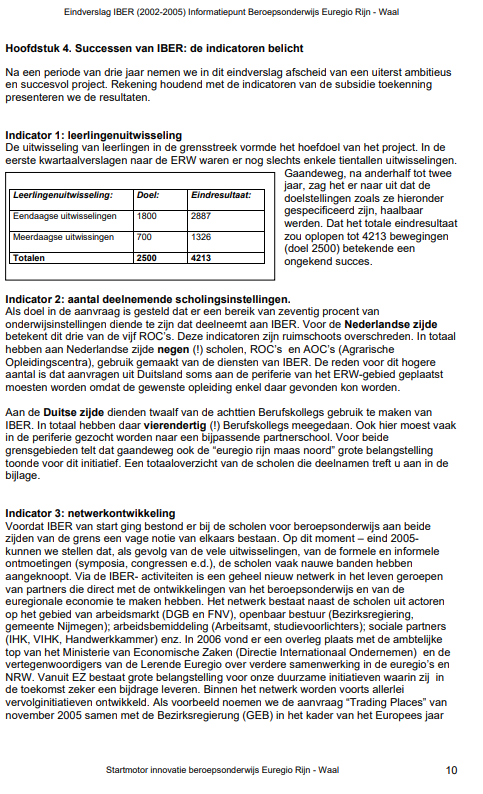 Eindverslag IBER (2002-2005) Informatiepunt Beroepsonderwijs Euregio Rijn - Waal
Hoofdstuk 4. Successen van IBER: de indicatoren belicht
Na een periode van drie jaar nemen we in dit eindverslag afscheid van een uiterst ambitieus
en succesvol project. Rekening houdend met de indicatoren van de subsidie toekenning
presenteren we de resultaten.
Indicator 1: leerlingenuitwisseling
De uitwisseling van leerlingen in de grensstreek vormde het hoefdoel van het project. In de
eerste kwartaalverslagen naar de ERW waren er nog slechts enkele tientallen uitwisselingen.
Gaandeweg, na anderhalf tot twee
jaar, zag het er naar uit dat de
doelstellingen zoals ze hieronder
gespecificeerd zijn, haalbaar
werden. Dat het totale eindresultaat
zou oplopen tot 4213 bewegingen
(doel 2500) betekende een
ongekend succes.
Leerlingenuitwisseling: Doel: Eindresultaat:
Eendaagse uitwisselingen 1800 2887
Meerdaagse uitwissingen 700 1326
Totalen 2500 4213
Indicator 2: aantal deelnemende scholingsinstellingen.
Als doel in de aanvraag is gesteld dat er een bereik van zeventig procent van
onderwijsinstellingen diende te zijn dat deelneemt aan IBER. Voor de Nederlandse zijde
betekent dit drie van de vijf ROC's. Deze indicatoren zijn ruimschoots overschreden. In totaal
hebben aan Nederlandse zijde negen (!) scholen, ROC's en AOC's (Agrarische
Opleidingscentra), gebruik gemaakt van de diensten van IBER. De reden voor dit hogere
aantal is dat aanvragen uit Duitsland soms aan de periferie van het ERW-gebied geplaatst
moesten worden omdat de gewenste opleiding enkel daar gevonden kon worden.
Aan de Duitse zijde dienden twaalf van de achttien Berufskollegs gebruik te maken van
IBER. In totaal hebben daar vierendertig (!) Berufskollegs meegedaan. Ook hier moest vaak
in de periferie gezocht worden naar een bijpassende partnerschool. Voor beide
grensgebieden telt dat gaandeweg ook de "euregio rijn maas noord" grote belangstelling
toonde voor dit initiatief. Een totaaloverzicht van de scholen die deelnamen treft u aan in de
bijlage.
Indicator 3: netwerkontwikkeling
Voordat IBER van start ging bestond er bij de scholen voor beroepsonderwijs aan beide
zijden van de grens een vage notie van elkaars bestaan. Op dit moment – eind 2005-
kunnen we stellen dat, als gevolg van de vele uitwisselingen, van de formele en informele
ontmoetingen (symposia, congressen e.d.), de scholen vaak nauwe banden hebben
aangeknoopt. Via de IBER- activiteiten is een geheel nieuw netwerk in het leven geroepen
van partners die direct met de ontwikkelingen van het beroepsonderwijs en van de
euregionale economie te maken hebben. Het netwerk bestaat naast de scholen uit actoren
op het gebied van arbeidsmarkt (DGB en FNV), openbaar bestuur (Bezirksregiering,
gemeente Nijmegen); arbeidsbemiddeling (Arbeitsamt, studievoorlichters); sociale partners
(IHK, VIHK, Handwerkkammer) enz. In 2006 vond er een overleg plaats met de ambtelijke
top van het Ministerie van Economische Zaken (Directie Internationaal Ondernemen) en de
vertegenwoordigers van de Lerende Euregio over verdere samenwerking in de euregio's en
NRW. Vanuit EZ bestaat grote belangstelling voor onze duurzame initiatieven waarin zij in
de toekomst zeker een bijdrage leveren. Binnen het netwerk worden voorts allerlei
vervolginitiatieven ontwikkeld. Als voorbeeld noemen we de aanvraag "Trading Places" van
november 2005 samen met de Bezirksregierung (GEB) in het kader van het Europees jaar
Startmotor innovatie beroepsonderwijs Euregio Rijn - Waal
10